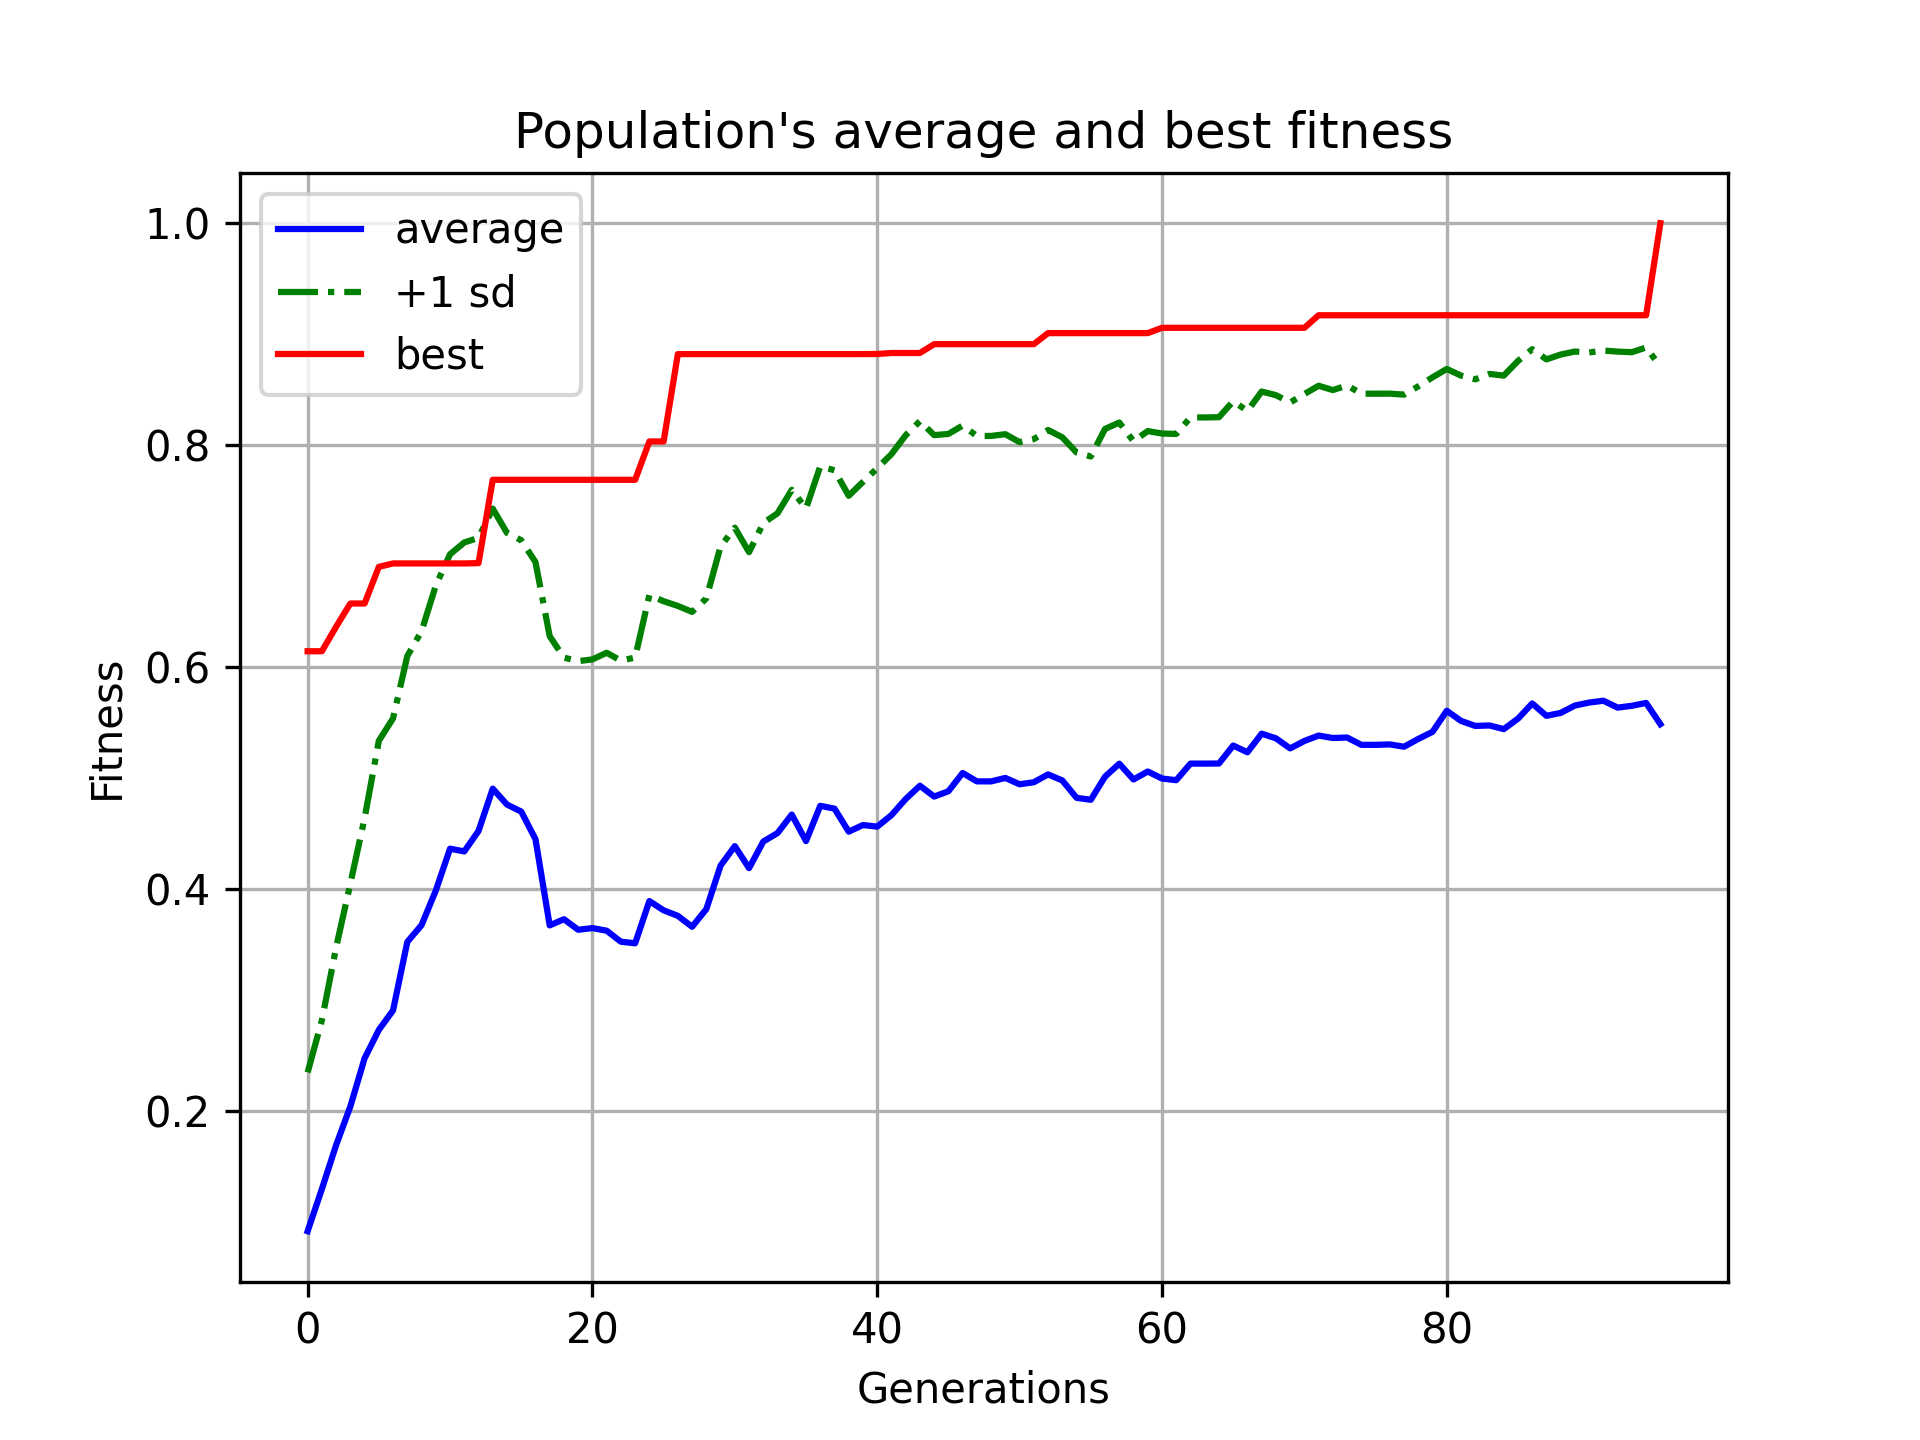 Population's average and best fitness
average
+1 sd
best
1.0
0.8
0.6
0.4
0.2
Fitness
0 20 40 60 80
Generations